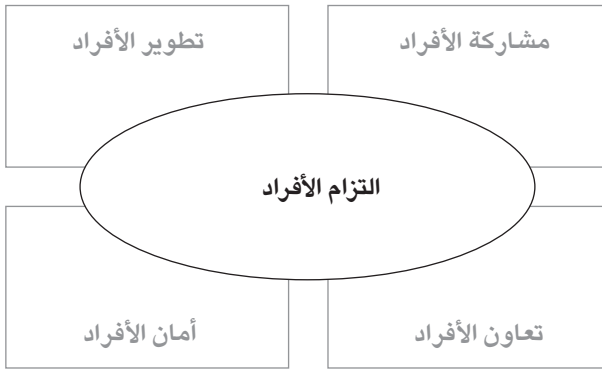 مشاركة الأفراد
تطوير الأفراد
التزام الأفراد
تعاون الأفراد
أمان الأفراد